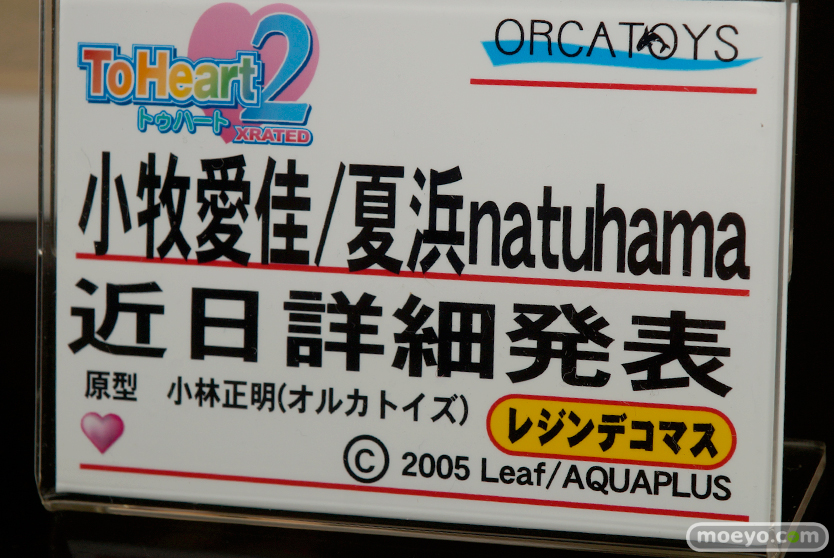 ORCATOYS
ToHeart2
トゥハート
XRATED
小牧愛佳/夏浜natuhama
近日詳細発表
原型 小林正明(オルカトイズ)
レジンデコマス
© 2005 Leaf/AQUAPLUS
moeyo.com